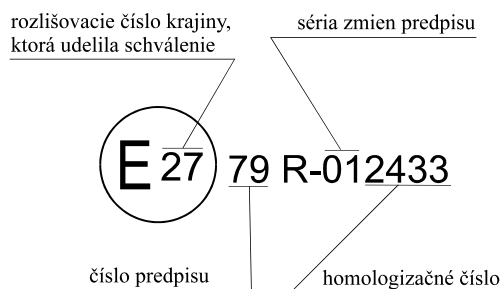 rozlišovacie číslo krajiny,
ktorá udelila schválenie
séria zmien predpisu
E 27 79 R-012433
číslo predpisu
homologizačné číslo